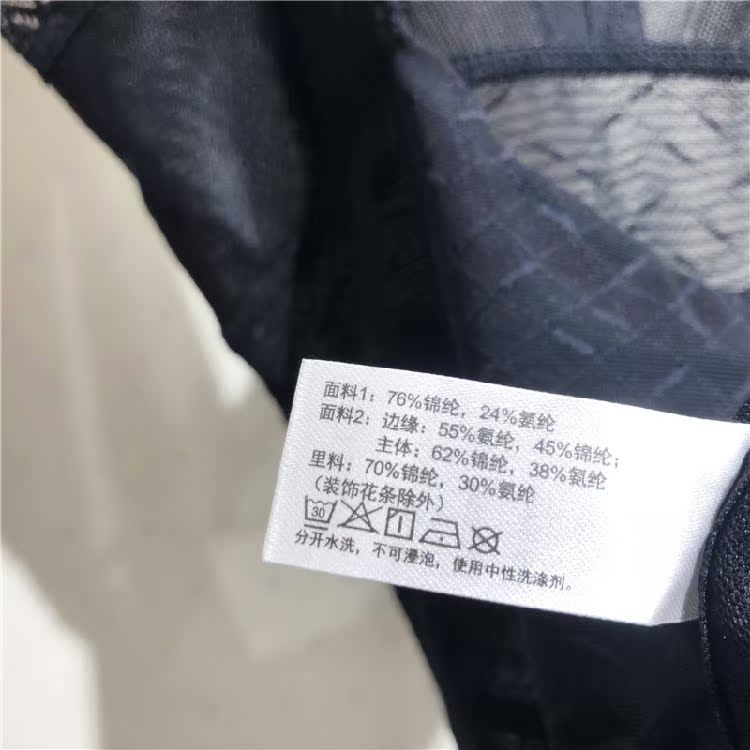 面料1：76%锦纶，24%氨纶
面料2：边缘：55%氨纶，45%锦纶；
主体：62%锦纶，38%氨纶
里料：70%锦纶，30%氨纶
（装饰花条除外）
30
分开水洗，不可浸泡，使用中性洗涤剂。